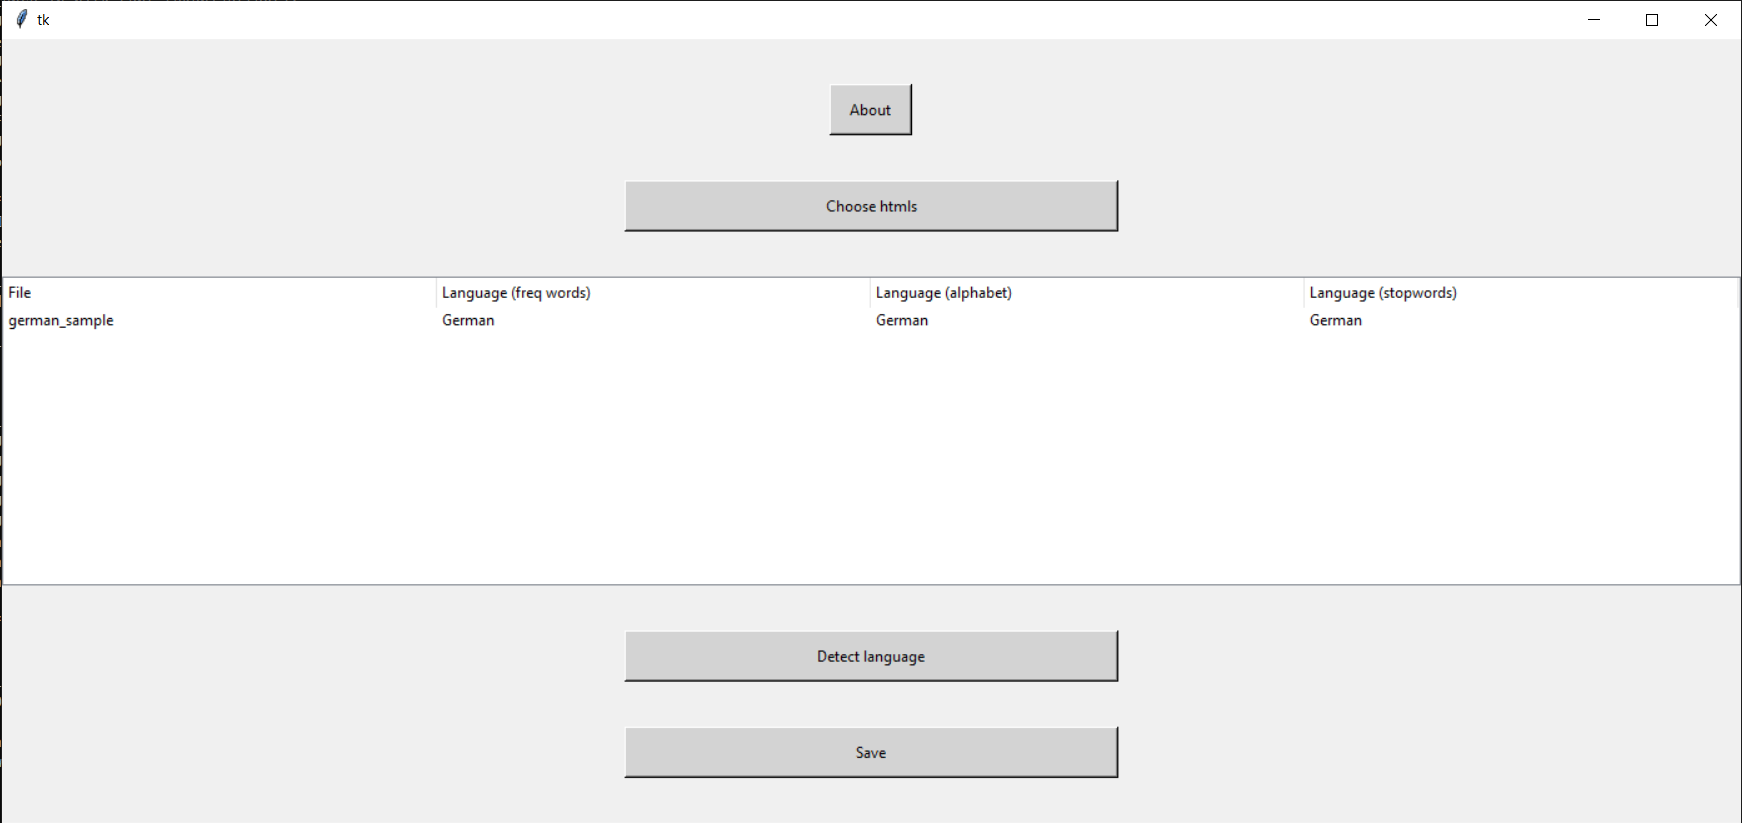 tk
About
Choose htmls
File Language (freq words) Language (alphabet) Language (stopwords)
german_sample German German German
Detect language
Save